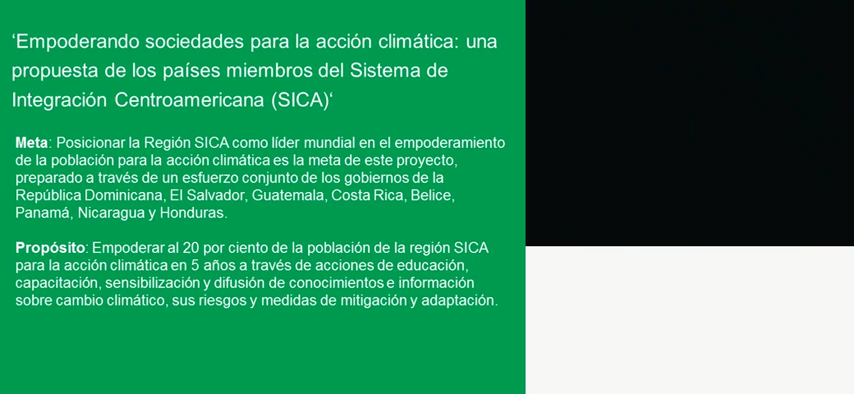 ‘Empoderando sociedades para la acción climática: una
propuesta de los países miembros del Sistema de
Integración Centroamericana (SICA)‘
Meta: Posicionar la Región SICA como líder mundial en el empoderamiento
de la población para la acción climática es la meta de este proyecto,
preparado a través de un esfuerzo conjunto de los gobiernos de la
República Dominicana, El Salvador, Guatemala, Costa Rica, Belice,
Panamá, Nicaragua y Honduras.
Propósito: Empoderar al 20 por ciento de la población de la región SICA
para la acción climática en 5 años a través de acciones de educación,
capacitación, sensibilización y difusión de conocimientos e información
sobre cambio climático, sus riesgos y medidas de mitigación y adaptación.